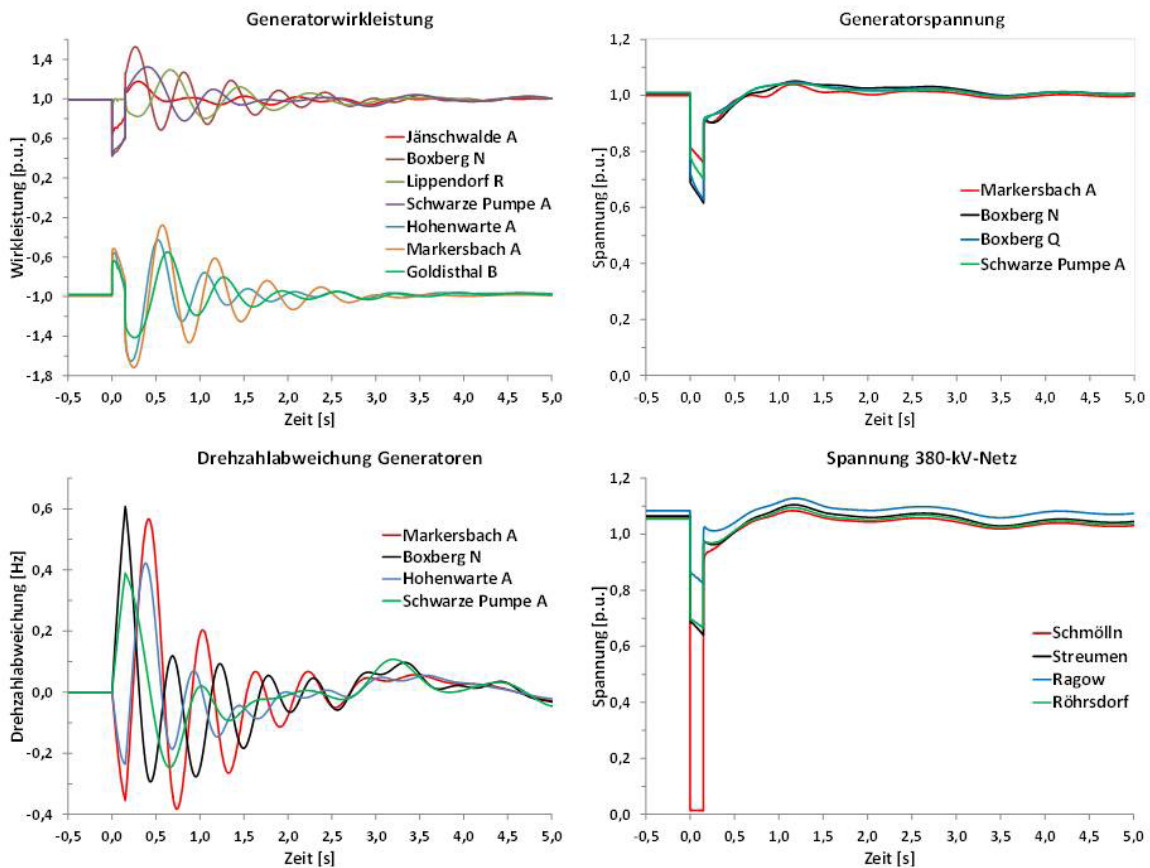 Generatorwirkleistung
Wirkleistung [p.u.]
1,4
1,0
0,6
0,2
-0,2
-0,6
-1,0
-1,4
-1,8
Jänschwalde A
Boxberg N
Lippendorf R
Schwarze Pumpe A
Hohenwarte A
Markersbach A
Goldisthal B
-0,5 0,0 0,5 1,0 1,5 2,0 2,5 3,0 3,5 4,0 4,5 5,0
Zeit [s]
Generatorspannung
Spannung [p.u.]
1,2
1,0
0,8
0,6
0,4
0,2
0,0
Markersbach A
Boxberg N
Boxberg Q
Schwarze Pumpe A
-0,5 0,0 0,5 1,0 1,5 2,0 2,5 3,0 3,5 4,0 4,5 5,0
Zeit [s]
Drehzahlabweichung Generatoren
Drehzahlabweichung [Hz]
0,6
0,4
0,2
0,0
-0,2
-0,4
Markersbach A
Boxberg N
Hohenwarte A
Schwarze Pumpe A
-0,5 0,0 0,5 1,0 1,5 2,0 2,5 3,0 3,5 4,0 4,5 5,0
Zeit [s]
Spannung 380-kV-Netz
Spannung [p.u.]
1,2
1,0
0,8
0,6
0,4
0,2
0,0
Schmölln
Streumen
Ragow
Röhrsdorf
-0,5 0,0 0,5 1,0 1,5 2,0 2,5 3,0 3,5 4,0 4,5 5,0
Zeit [s]